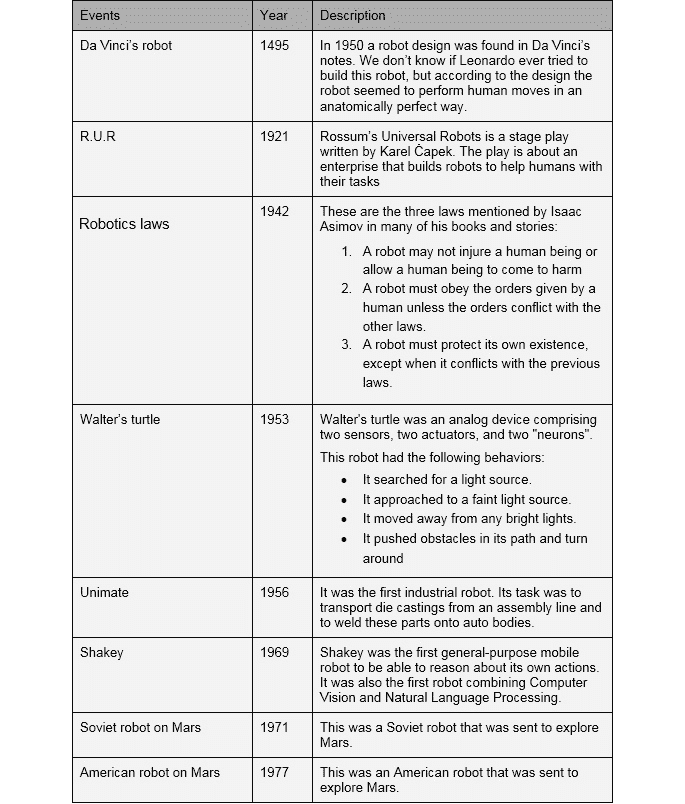 Events Year Description
Da Vinci's robot 1495 In 1950 a robot design was found in Da Vinci's
notes. We don't know if Leonardo ever tried to
build this robot, but according to the design the
robot seemed to perform human moves in an
anatomically perfect way.
R.U.R 1921 Rossum's Universal Robots is a stage play
written by Karel Ĉapek. The play is about an
enterprise that builds robots to help humans with
their tasks
Robotics laws 1942 These are the three laws mentioned by Isaac
Asimov in many of his books and stories:
1. A robot may not injure a human being or
allow a human being to come to harm
2. A robot must obey the orders given by a
human unless the orders conflict with the
other laws.
3. A robot must protect its own existence,
except when it conflicts with the previous
laws.
Walter's turtle 1953 Walter's turtle was an analog device comprising
two sensors, two actuators, and two "neurons".
This robot had the following behaviors:
• It searched for a light source.
• It approached to a faint light source.
• It moved away from any bright lights.
• It pushed obstacles in its path and turn
around
Unimate 1956 It was the first industrial robot. Its task was to
transport die castings from an assembly line and
to weld these parts onto auto bodies.
Shakey 1969 Shakey was the first general-purpose mobile
robot to be able to reason about its own actions.
It was also the first robot combining Computer
Vision and Natural Language Processing.
Soviet robot on Mars 1971 This was a Soviet robot that was sent to explore
Mars.
American robot on Mars 1977 This was an American robot that was sent to
explore Mars.